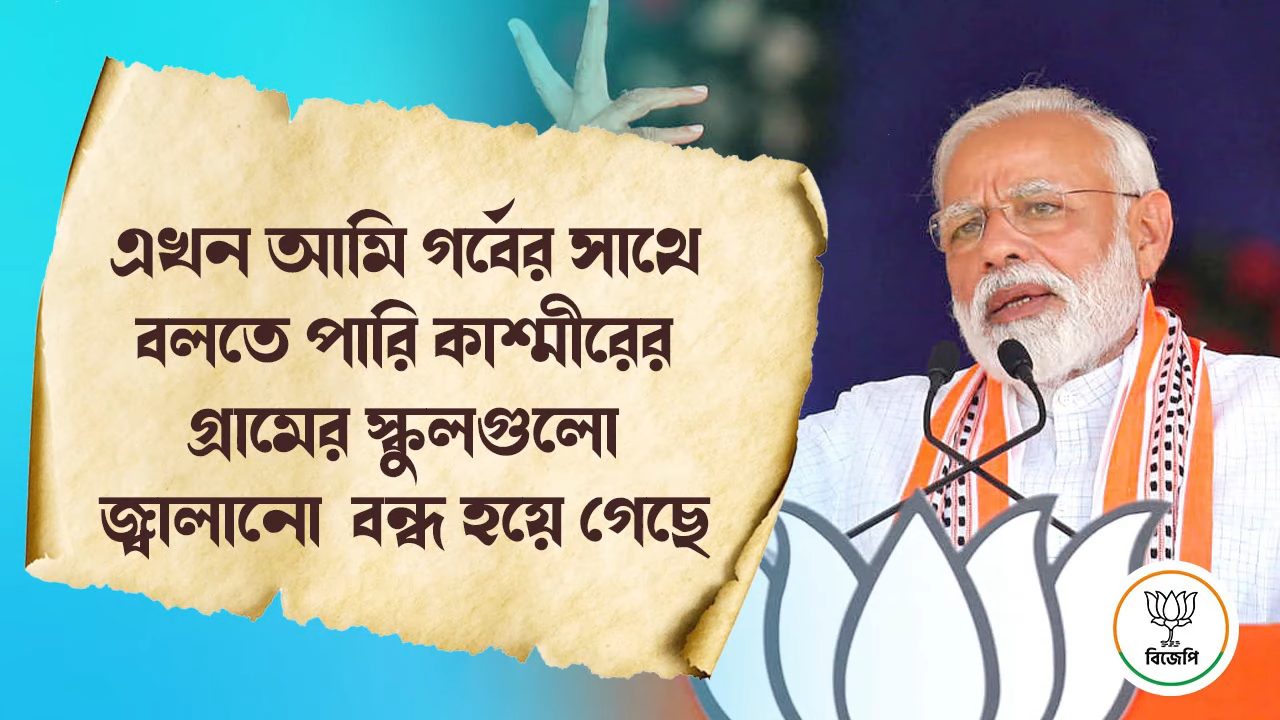 এখন আমি গর্বের সাথে
বলতে পারি কাশ্মীরের
গ্রামের স্কুলগুলো
জ্বালানো বন্ধ হয়ে গেছে
বিজেপি